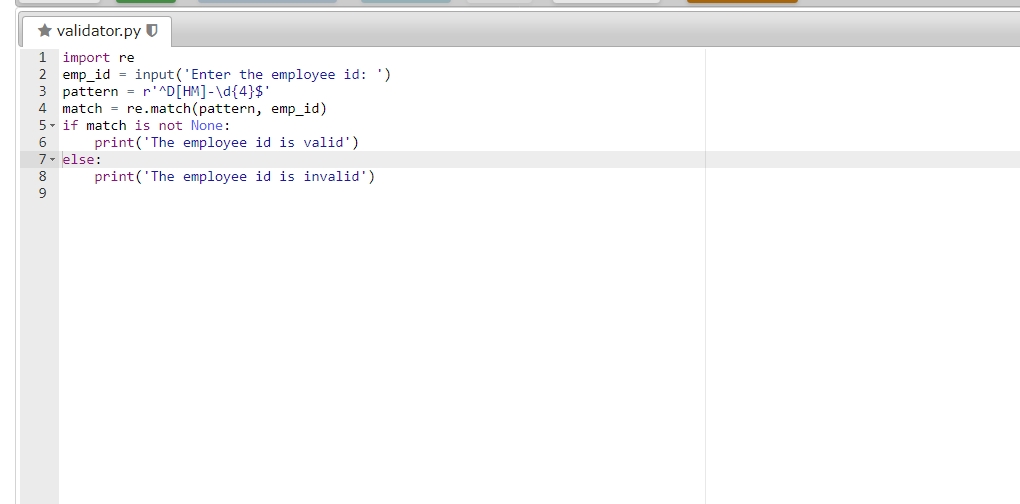 validator.py
1 import re
2 emp_id = input('Enter the employee id: ')
3 pattern = r'^D[HM]-\d{4}$'
4 match = re.match(pattern, emp_id)
5 if match is not None:
6     print('The employee id is valid')
7 else:
8     print('The employee id is invalid')
9